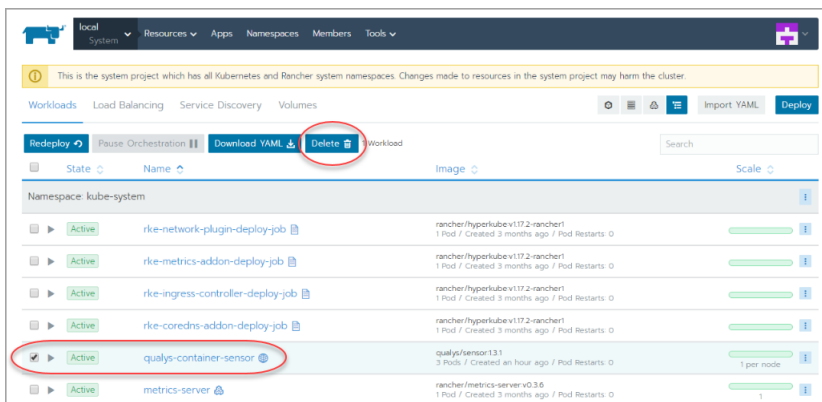 local
System
Resources Apps Namespaces Members Tools
This is the system project which has all Kubernetes and Rancher system namespaces. Changes made to resources in the system project may harm the cluster.
Workloads Load Balancing Service Discovery Volumes Import YAML Deploy
Redeploy Pause Orchestration Download YAML Delete 1 Workload Search
State Name Image Scale
Namespace: kube-system
Active rke-network-plugin-deploy-job rancher/hyperkube:v1.17.2-rancher1
1 Pod / Created 3 months ago / Pod Restarts: 0
Active rke-metrics-addon-deploy-job rancher/hyperkube:v1.17.2-rancher1
1 Pod / Created 3 months ago / Pod Restarts: 0
Active rke-ingress-controller-deploy-job rancher/hyperkube:v1.17.2-rancher1
1 Pod / Created 3 months ago / Pod Restarts: 0
Active rke-coredns-addon-deploy-job rancher/hyperkube:v1.17.2-rancher1
1 Pod / Created 3 months ago / Pod Restarts: 0
Active qualys-container-sensor qualys/sensor:1.3.1
3 Pods / Created an hour ago / Pod Restarts: 0 1 per node
Active metrics-server rancher/metrics-server:v0.3.6
1 Pod / Created 3 months ago / Pod Restarts: 0 1